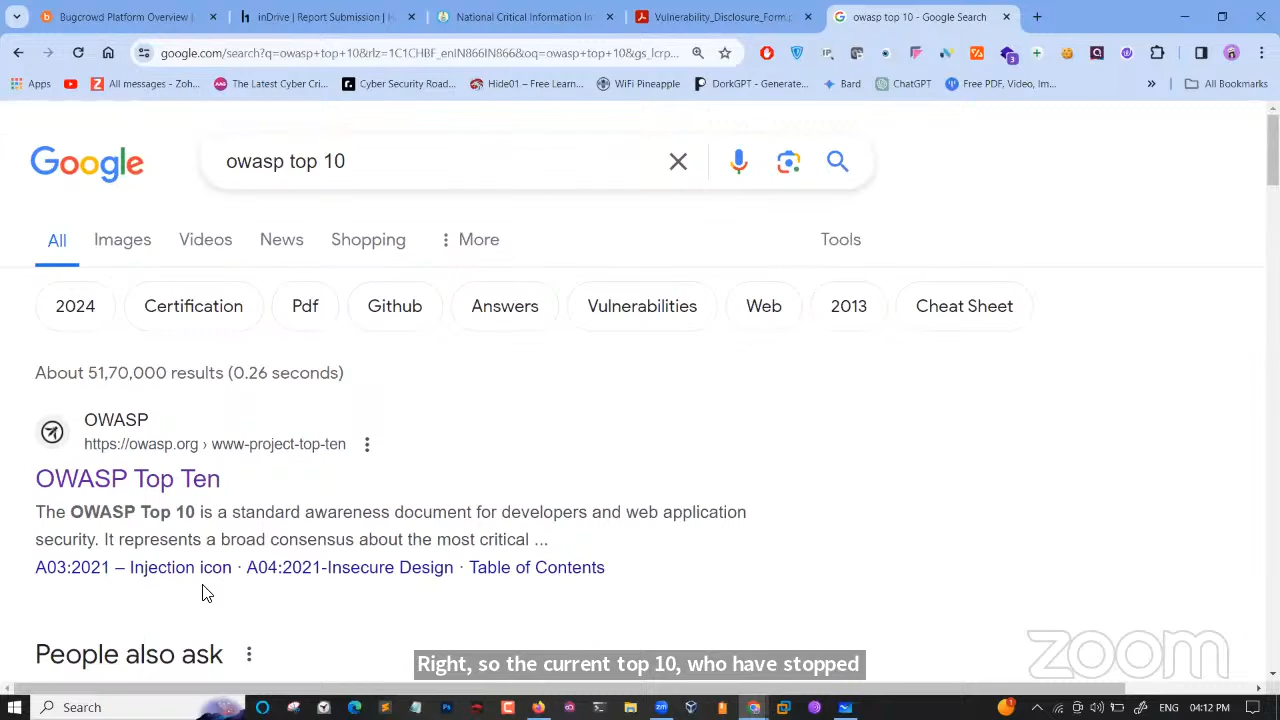 Bugcrowd Platform Overview |
inDrive | Report Submission | H
National Critical Information In
Vulnerability_Disclosure_Form.p
owasp top 10 - Google Search
google.com/search?q=owasp+top+10&rlz=1C1CHBF_enIN866IN866&oq=owasp+top+10&gs_lcrp...
Apps
All messages - Zoh...
The Latest Cyber Cri...
Cyber Security Road...
Hide01 – Free Learn...
WiFi Pineapple
DorkGPT - Generate...
Bard
ChatGPT
Free PDF, Video, Im...
All Bookmarks
Google
owasp top 10
All
Images
Videos
News
Shopping
More
Tools
2024
Certification
Pdf
Github
Answers
Vulnerabilities
Web
2013
Cheat Sheet
About 51,70,000 results (0.26 seconds)
OWASP
https://owasp.org › www-project-top-ten
OWASP Top Ten
The OWASP Top 10 is a standard awareness document for developers and web application
security. It represents a broad consensus about the most critical ...
A03:2021 – Injection icon · A04:2021-Insecure Design · Table of Contents
People also ask
Right, so the current top 10, who have stopped
zoom
Search
04:12 PM